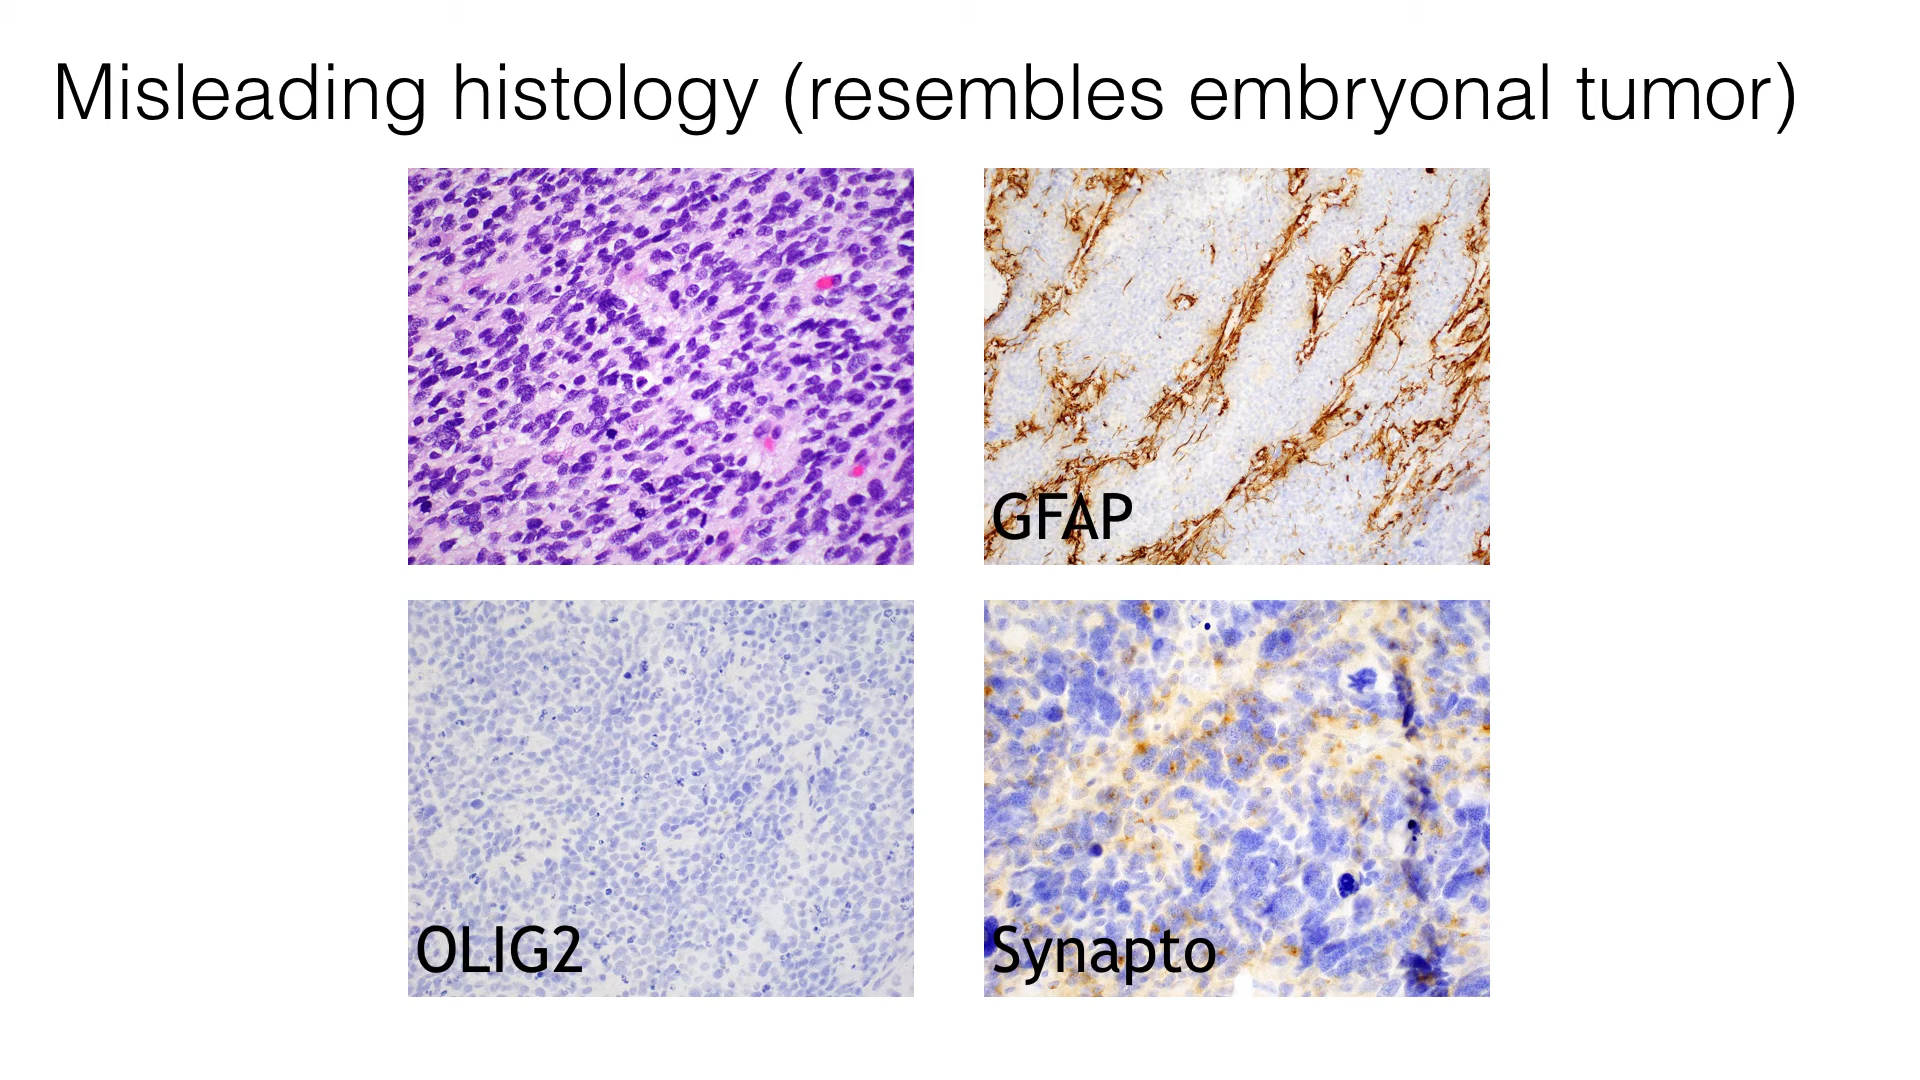 Misleading histology (resembles embryonal tumor)
GFAP
OLIG2
Synapto